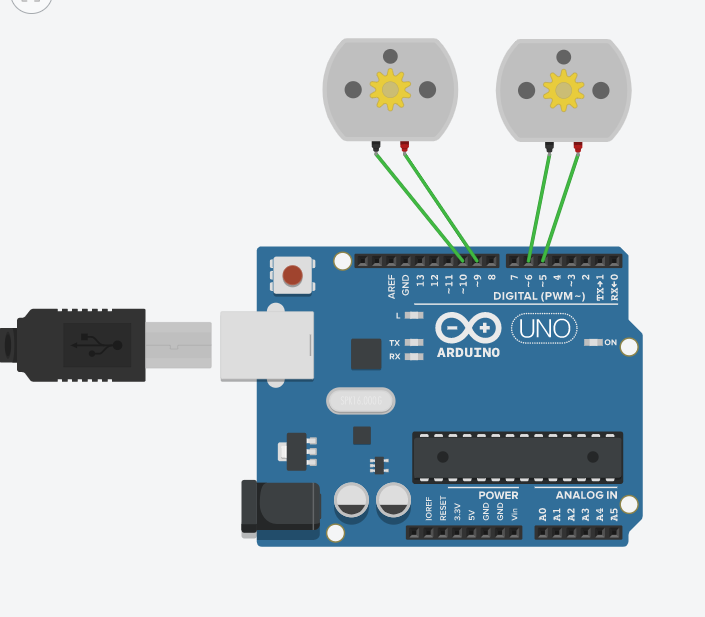 AREF
GND
13
12
~11
~10
~9
8
7
~6
~5
4
~3
2
TX→1
RX←0
DIGITAL (PWM~)
L
TX
RX
ARDUINO
UNO
ON
POWER
ANALOG IN
IOREF
RESET
3.3V
5V
GND
GND
Vin
A0
A1
A2
A3
A4
A5